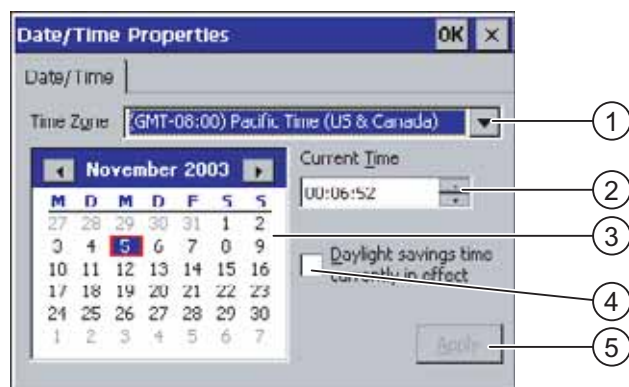 Date/Time Properties OK ×
Date/Time
Time Zone (GMT-08:00) Pacific Time (US & Canada)
1
November 2003
Current Time
00:06:52
2
M D M D F S S
27 28 29 30 31 1 2
3
3 4 5 6 7 8 9
Daylight savings time
currently in effect
10 11 12 13 14 15 16
17 18 19 20 21 22 23
4
24 25 26 27 28 29 30
1 2 3 4 5 6 7
Apply
5